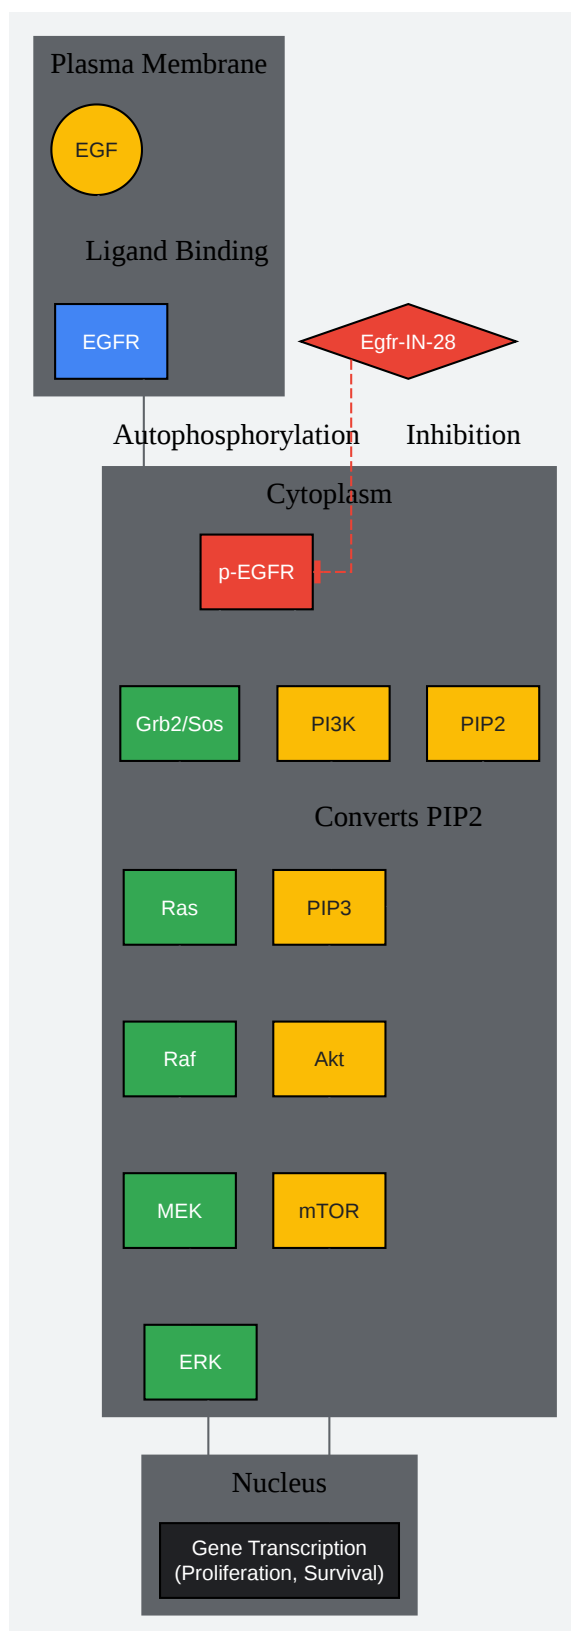 Plasma Membrane
EGF
Ligand Binding
EGFR
Egfr-IN-28
Autophosphorylation
Inhibition
Cytoplasm
p-EGFR
Grb2/Sos
PI3K
PIP2
Converts PIP2
Ras
PIP3
Raf
Akt
MEK
mTOR
ERK
Nucleus
Gene Transcription
(Proliferation, Survival)